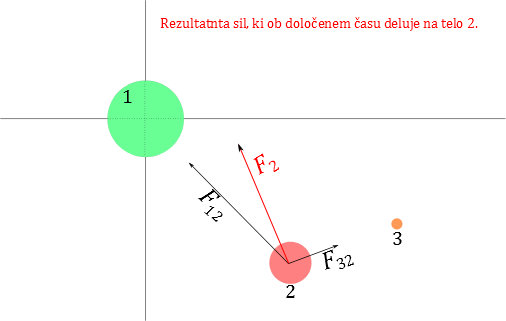 Rezultatnta sil, ki ob določenem času deluje na telo 2.
1
F2
F12
F32
3
2